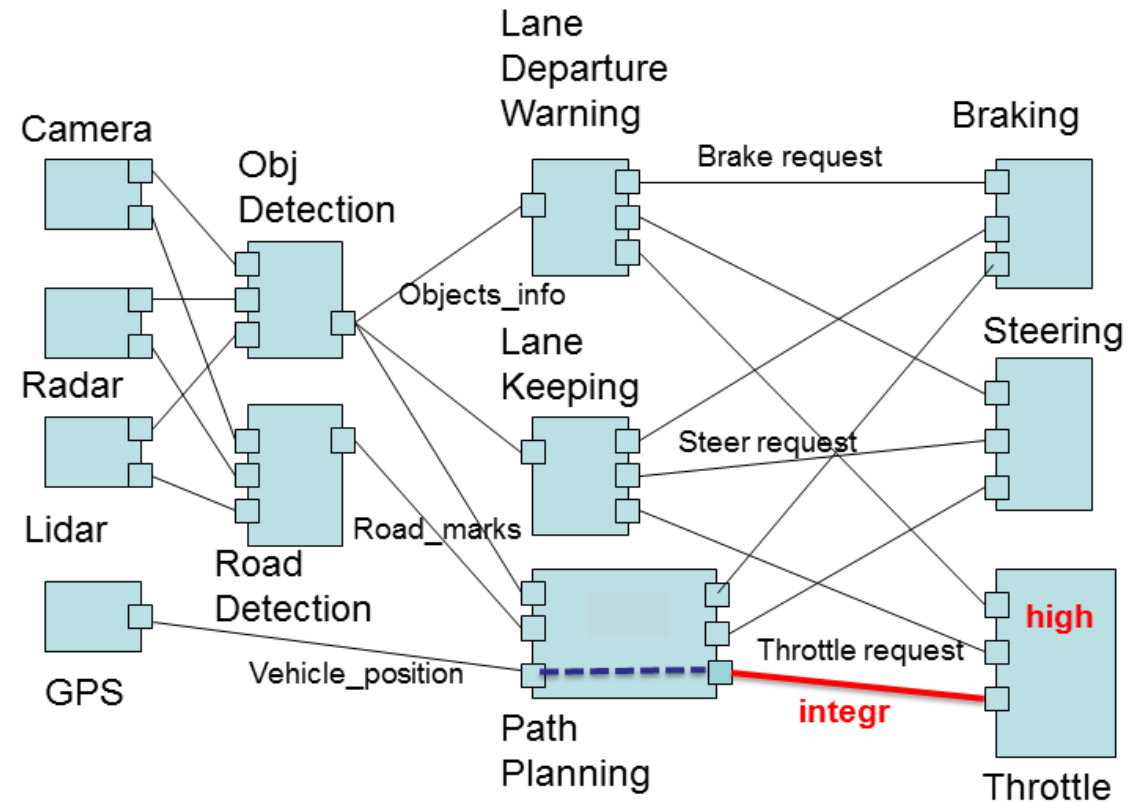 Lane
Departure
Warning
Camera
Braking
Obj
Detection
Brake request
Objects_info
Steering
Lane
Keeping
Radar
Steer request
Lidar
Road_marks
Road
Detection
high
Throttle request
Vehicle_position
GPS
integr
Path
Planning
Throttle